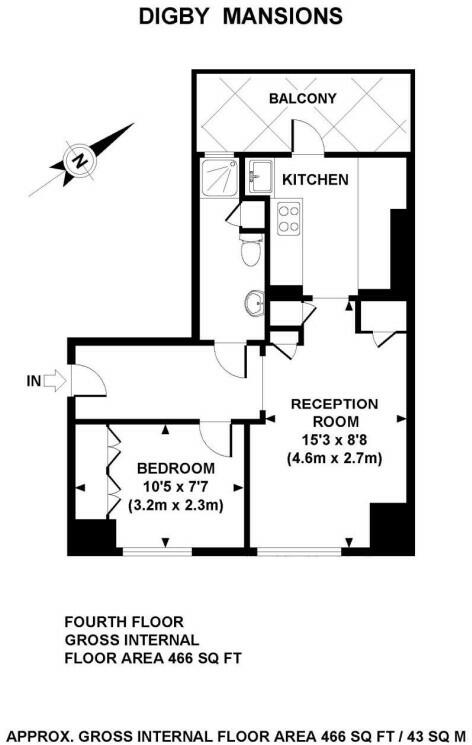 DIGBY MANSIONS
BALCONY
N
KITCHEN
IN
RECEPTION
ROOM
15'3 x 8'8
(4.6m x 2.7m)
BEDROOM
10'5 x 7'7
(3.2m x 2.3m)
FOURTH FLOOR
GROSS INTERNAL
FLOOR AREA 466 SQ FT
APPROX. GROSS INTERNAL FLOOR AREA 466 SQ FT / 43 SQ M